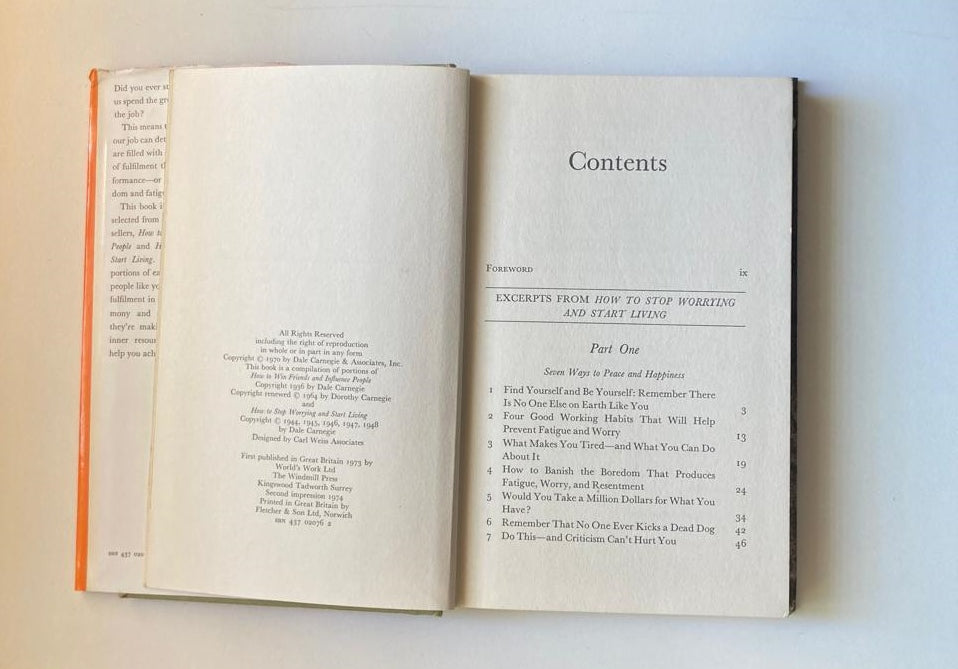 Did you ever
us spend the
the job?
This means
our job can
are filled with
of fulfilment
formance—or
dom and
This book
selected from
sellers, How
People and
Start Living.
portions of
people like
fulfilment in
mony and
they're
inner
help you
SBN 437
All Rights Reserved
including the right of reproduction
in whole or in part in any form
Copyright © 1970 by Dale Carnegie & Associates, Inc.
This book is a compilation of portions of
How to Win Friends and Influence People
Copyright 1936 by Dale Carnegie
Copyright renewed © 1964 by Dorothy Carnegie
and
How to Stop Worrying and Start Living
Copyright © 1944, 1945, 1946, 1947, 1948
by Dale Carnegie
Designed by Carl Weiss Associates
First published in Great Britain 1973 by
World's Work Ltd
The Windmill Press
Kingswood Tadworth Surrey
Second impression 1974
Printed in Great Britain by
Fletcher & Son Ltd, Norwich
SBN 437 02076 2
Contents
FOREWORD ix
EXCERPTS FROM HOW TO STOP WORRYING
AND START LIVING
Part One
Seven Ways to Peace and Happiness
1 Find Yourself and Be Yourself: Remember There
Is No One Else on Earth Like You 3
2 Four Good Working Habits That Will Help
Prevent Fatigue and Worry 13
3 What Makes You Tired—and What You Can Do
About It 19
4 How to Banish the Boredom That Produces
Fatigue, Worry, and Resentment 24
5 Would You Take a Million Dollars for What You
Have? 34
6 Remember That No One Ever Kicks a Dead Dog 42
7 Do This—and Criticism Can't Hurt You 46